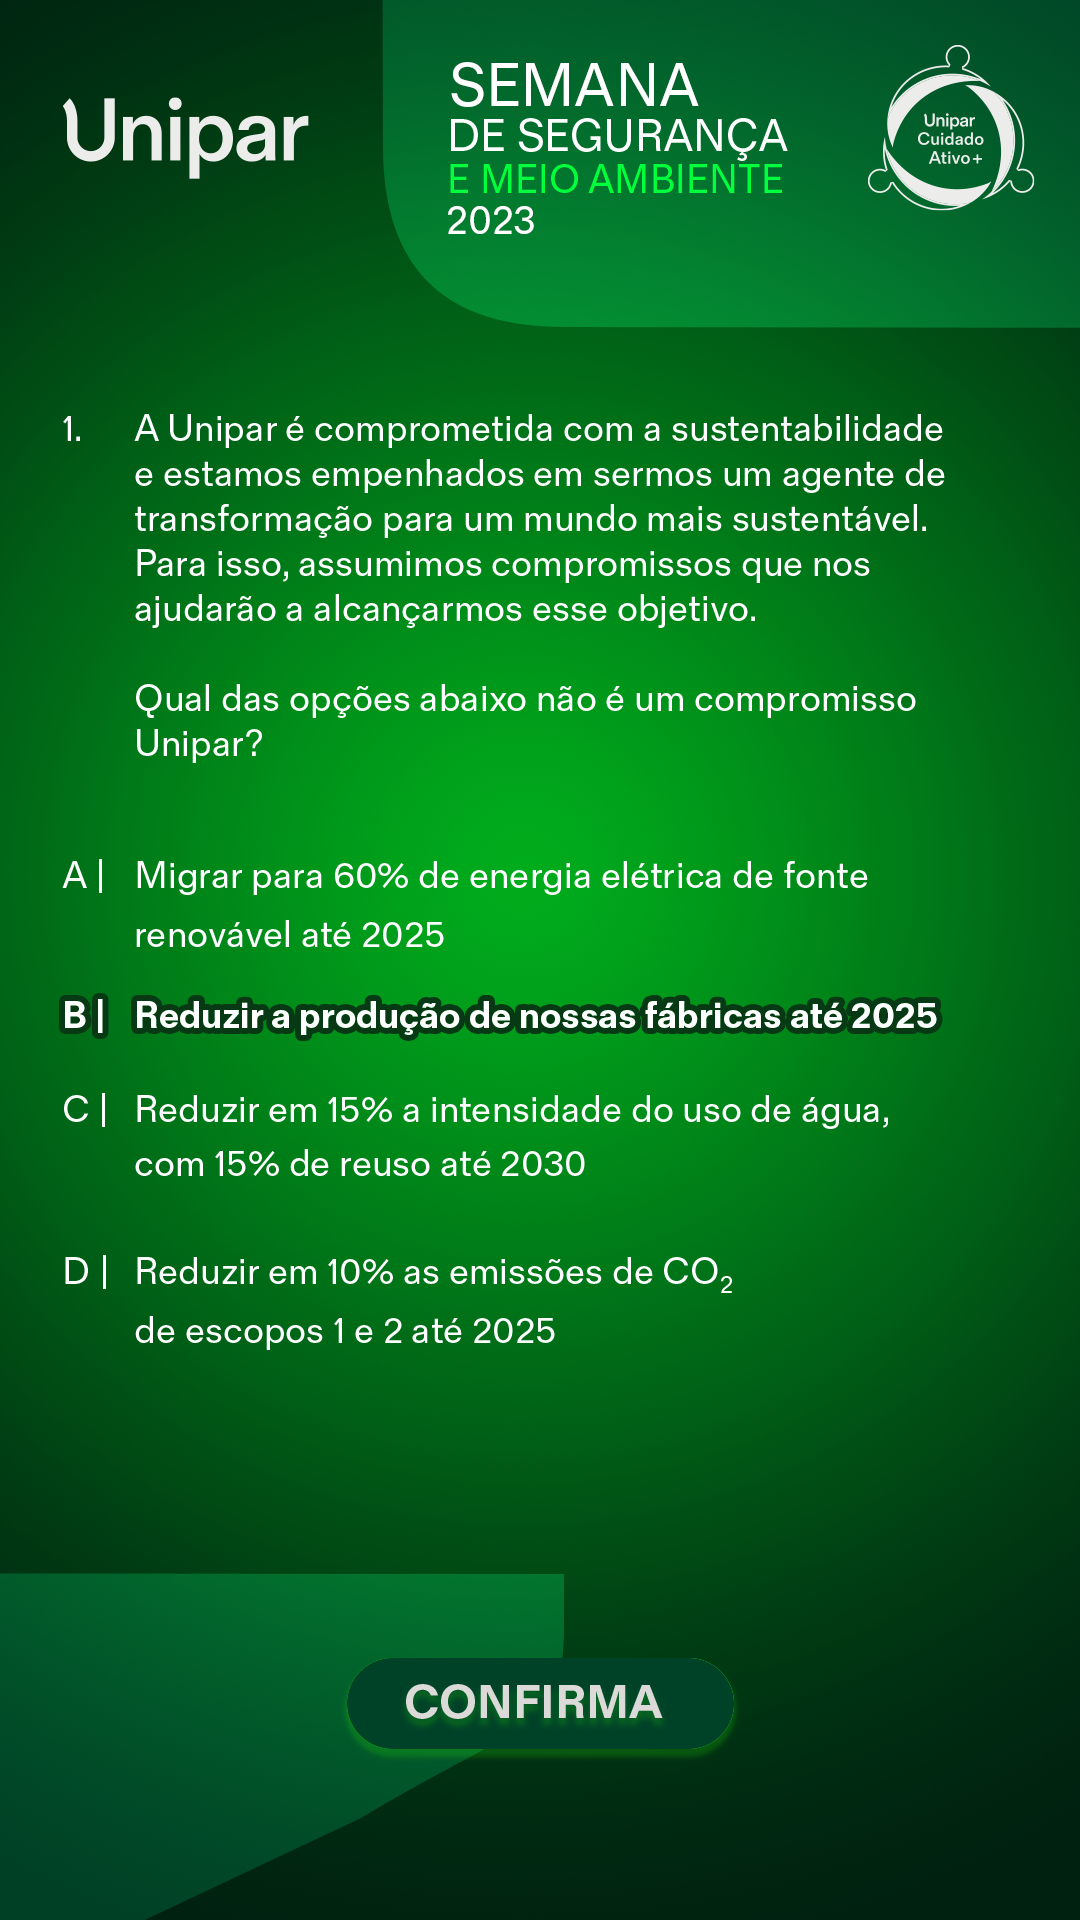 Unipar
SEMANA
DE SEGURANÇA
E MEIO AMBIENTE
2023
Unipar
Cuidado
Ativo+
1. A Unipar é comprometida com a sustentabilidade
e estamos empenhados em sermos um agente de
transformação para um mundo mais sustentável.
Para isso, assumimos compromissos que nos
ajudarão a alcançarmos esse objetivo.
Qual das opções abaixo não é um compromisso
Unipar?
A | Migrar para 60% de energia elétrica de fonte
renovável até 2025
B | Reduzir a produção de nossas fábricas até 2025
C | Reduzir em 15% a intensidade do uso de água,
com 15% de reuso até 2030
D | Reduzir em 10% as emissões de CO₂
de escopos 1 e 2 até 2025
CONFIRMA